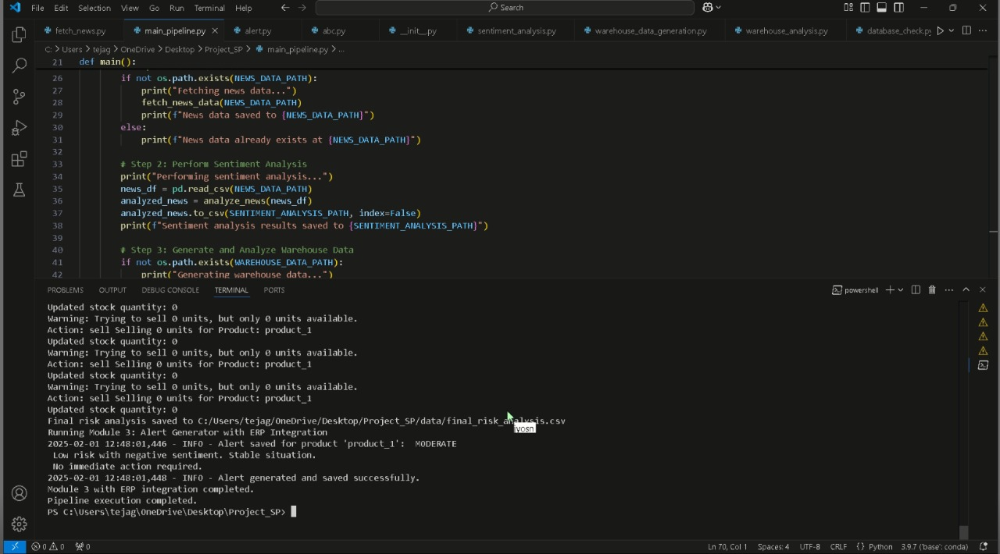 File Edit Selection View Go Run Terminal Help
Search
fetch_news.py main_pipeline.py alert.py abc.py __init__.py sentiment_analysis.py warehouse_data_generation.py warehouse_analysis.py database_check.py
C: > Users > tejag > OneDrive > Desktop > Project_SP > main_pipeline.py > ...
21 def main():
26 if not os.path.exists(NEWS_DATA_PATH):
27 print("Fetching news data...")
28 fetch_news_data(NEWS_DATA_PATH)
29 print(f"News data saved to {NEWS_DATA_PATH}")
30 else:
31 print(f"News data already exists at {NEWS_DATA_PATH}")
32
33 # Step 2: Perform Sentiment Analysis
34 print("Performing sentiment analysis...")
35 news_df = pd.read_csv(NEWS_DATA_PATH)
36 analyzed_news = analyze_news(news_df)
37 analyzed_news.to_csv(SENTIMENT_ANALYSIS_PATH, index=False)
38 print(f"Sentiment analysis results saved to {SENTIMENT_ANALYSIS_PATH}")
39
40 # Step 3: Generate and Analyze Warehouse Data
41 if not os.path.exists(WAREHOUSE_DATA_PATH):
42 print("Generating warehouse data...")
PROBLEMS OUTPUT DEBUG CONSOLE TERMINAL PORTS
powershell
Updated stock quantity: 0
Warning: Trying to sell 0 units, but only 0 units available.
Action: sell Selling 0 units for Product: product_1
Updated stock quantity: 0
Warning: Trying to sell 0 units, but only 0 units available.
Action: sell Selling 0 units for Product: product_1
Updated stock quantity: 0
Warning: Trying to sell 0 units, but only 0 units available.
Action: sell Selling 0 units for Product: product_1
Updated stock quantity: 0
Final risk analysis saved to C:/Users/tejag/OneDrive/Desktop/Project_SP/data/final_risk_analysis.csv
Running Module 3: Alert Generator with ERP Integration
2025-02-01 12:48:01,446 - INFO - Alert saved for product 'product_1': MODERATE
Low risk with negative sentiment. Stable situation.
No immediate action required.
2025-02-01 12:48:01,448 - INFO - Alert generated and saved successfully.
Module 3 with ERP integration completed.
Pipeline execution completed.
PS C:\Users\tejag\OneDrive\Desktop\Project_SP>
0 0 0
Ln 70, Col 1 Spaces: 4 UTF-8 CRLF {} Python 3.9.7 ('base': conda)